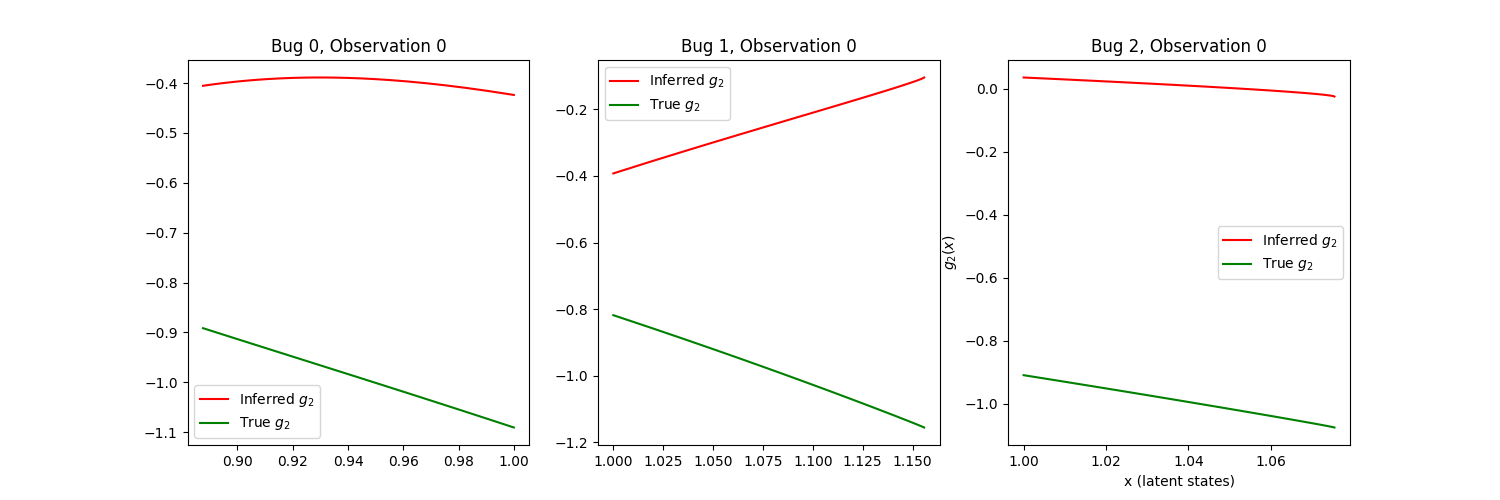 Bug 0, Observation 0
−0.4
−0.5
−0.6
−0.7
−0.8
−0.9
−1.0
−1.1
Inferred g₂
True g₂
0.90 0.92 0.94 0.96 0.98 1.00
Bug 1, Observation 0
Inferred g₂
True g₂
−0.2
−0.4
−0.6
−0.8
−1.0
−1.2
1.000 1.025 1.050 1.075 1.100 1.125 1.150
Bug 2, Observation 0
g₂(x)
0.0
−0.2
−0.4
−0.6
−0.8
−1.0
Inferred g₂
True g₂
1.00 1.02 1.04 1.06
x (latent states)